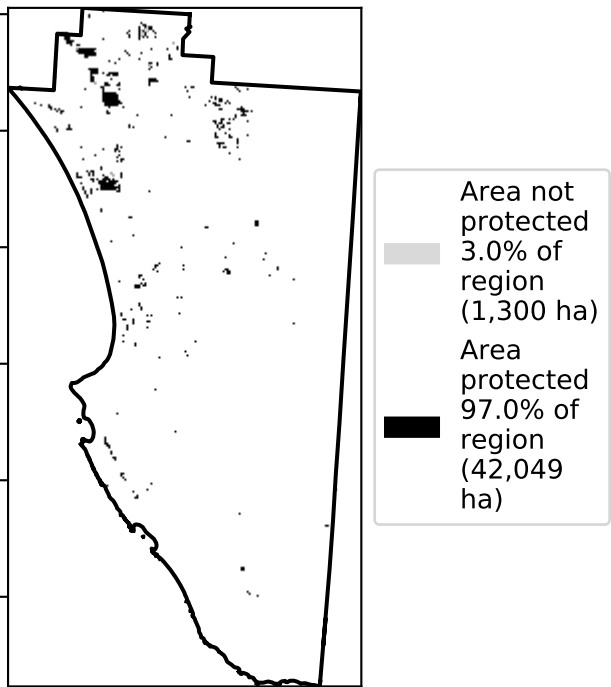 Area not
protected
3.0% of
region
(1,300 ha)
Area
protected
97.0% of
region
(42,049
ha)